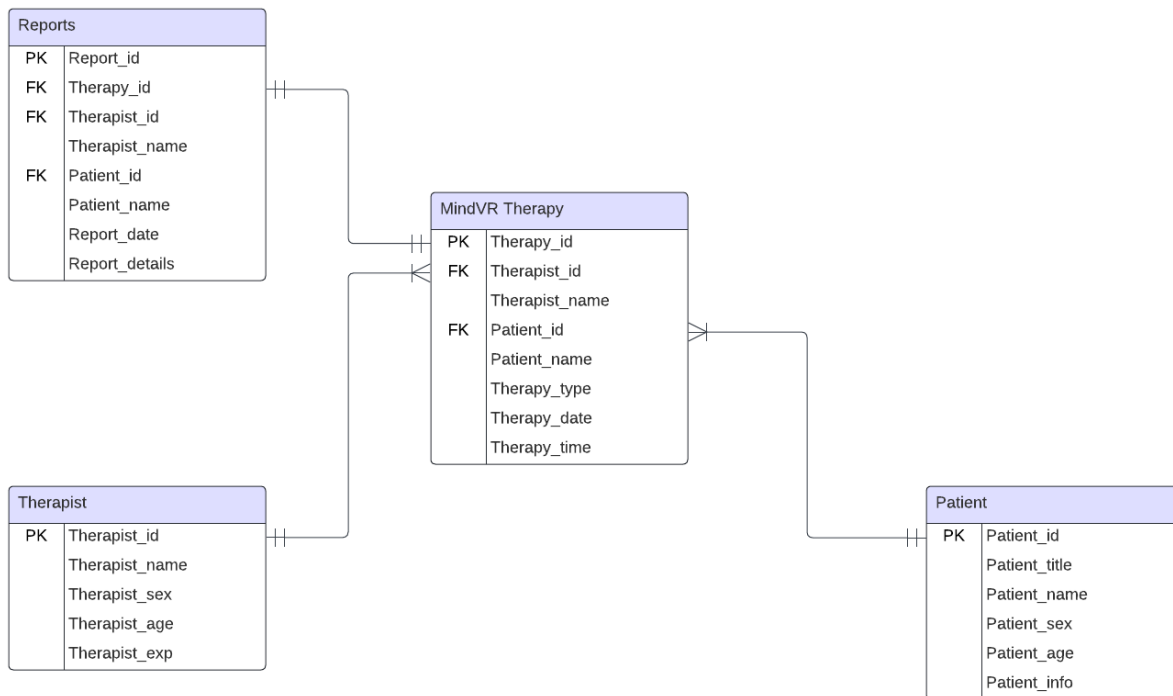 Reports
PK Report_id
FK Therapy_id
FK Therapist_id
Therapist_name
FK Patient_id
Patient_name
Report_date
Report_details
MindVR Therapy
PK Therapy_id
FK Therapist_id
Therapist_name
FK Patient_id
Patient_name
Therapy_type
Therapy_date
Therapy_time
Therapist
PK Therapist_id
Therapist_name
Therapist_sex
Therapist_age
Therapist_exp
Patient
PK Patient_id
Patient_title
Patient_name
Patient_sex
Patient_age
Patient_info